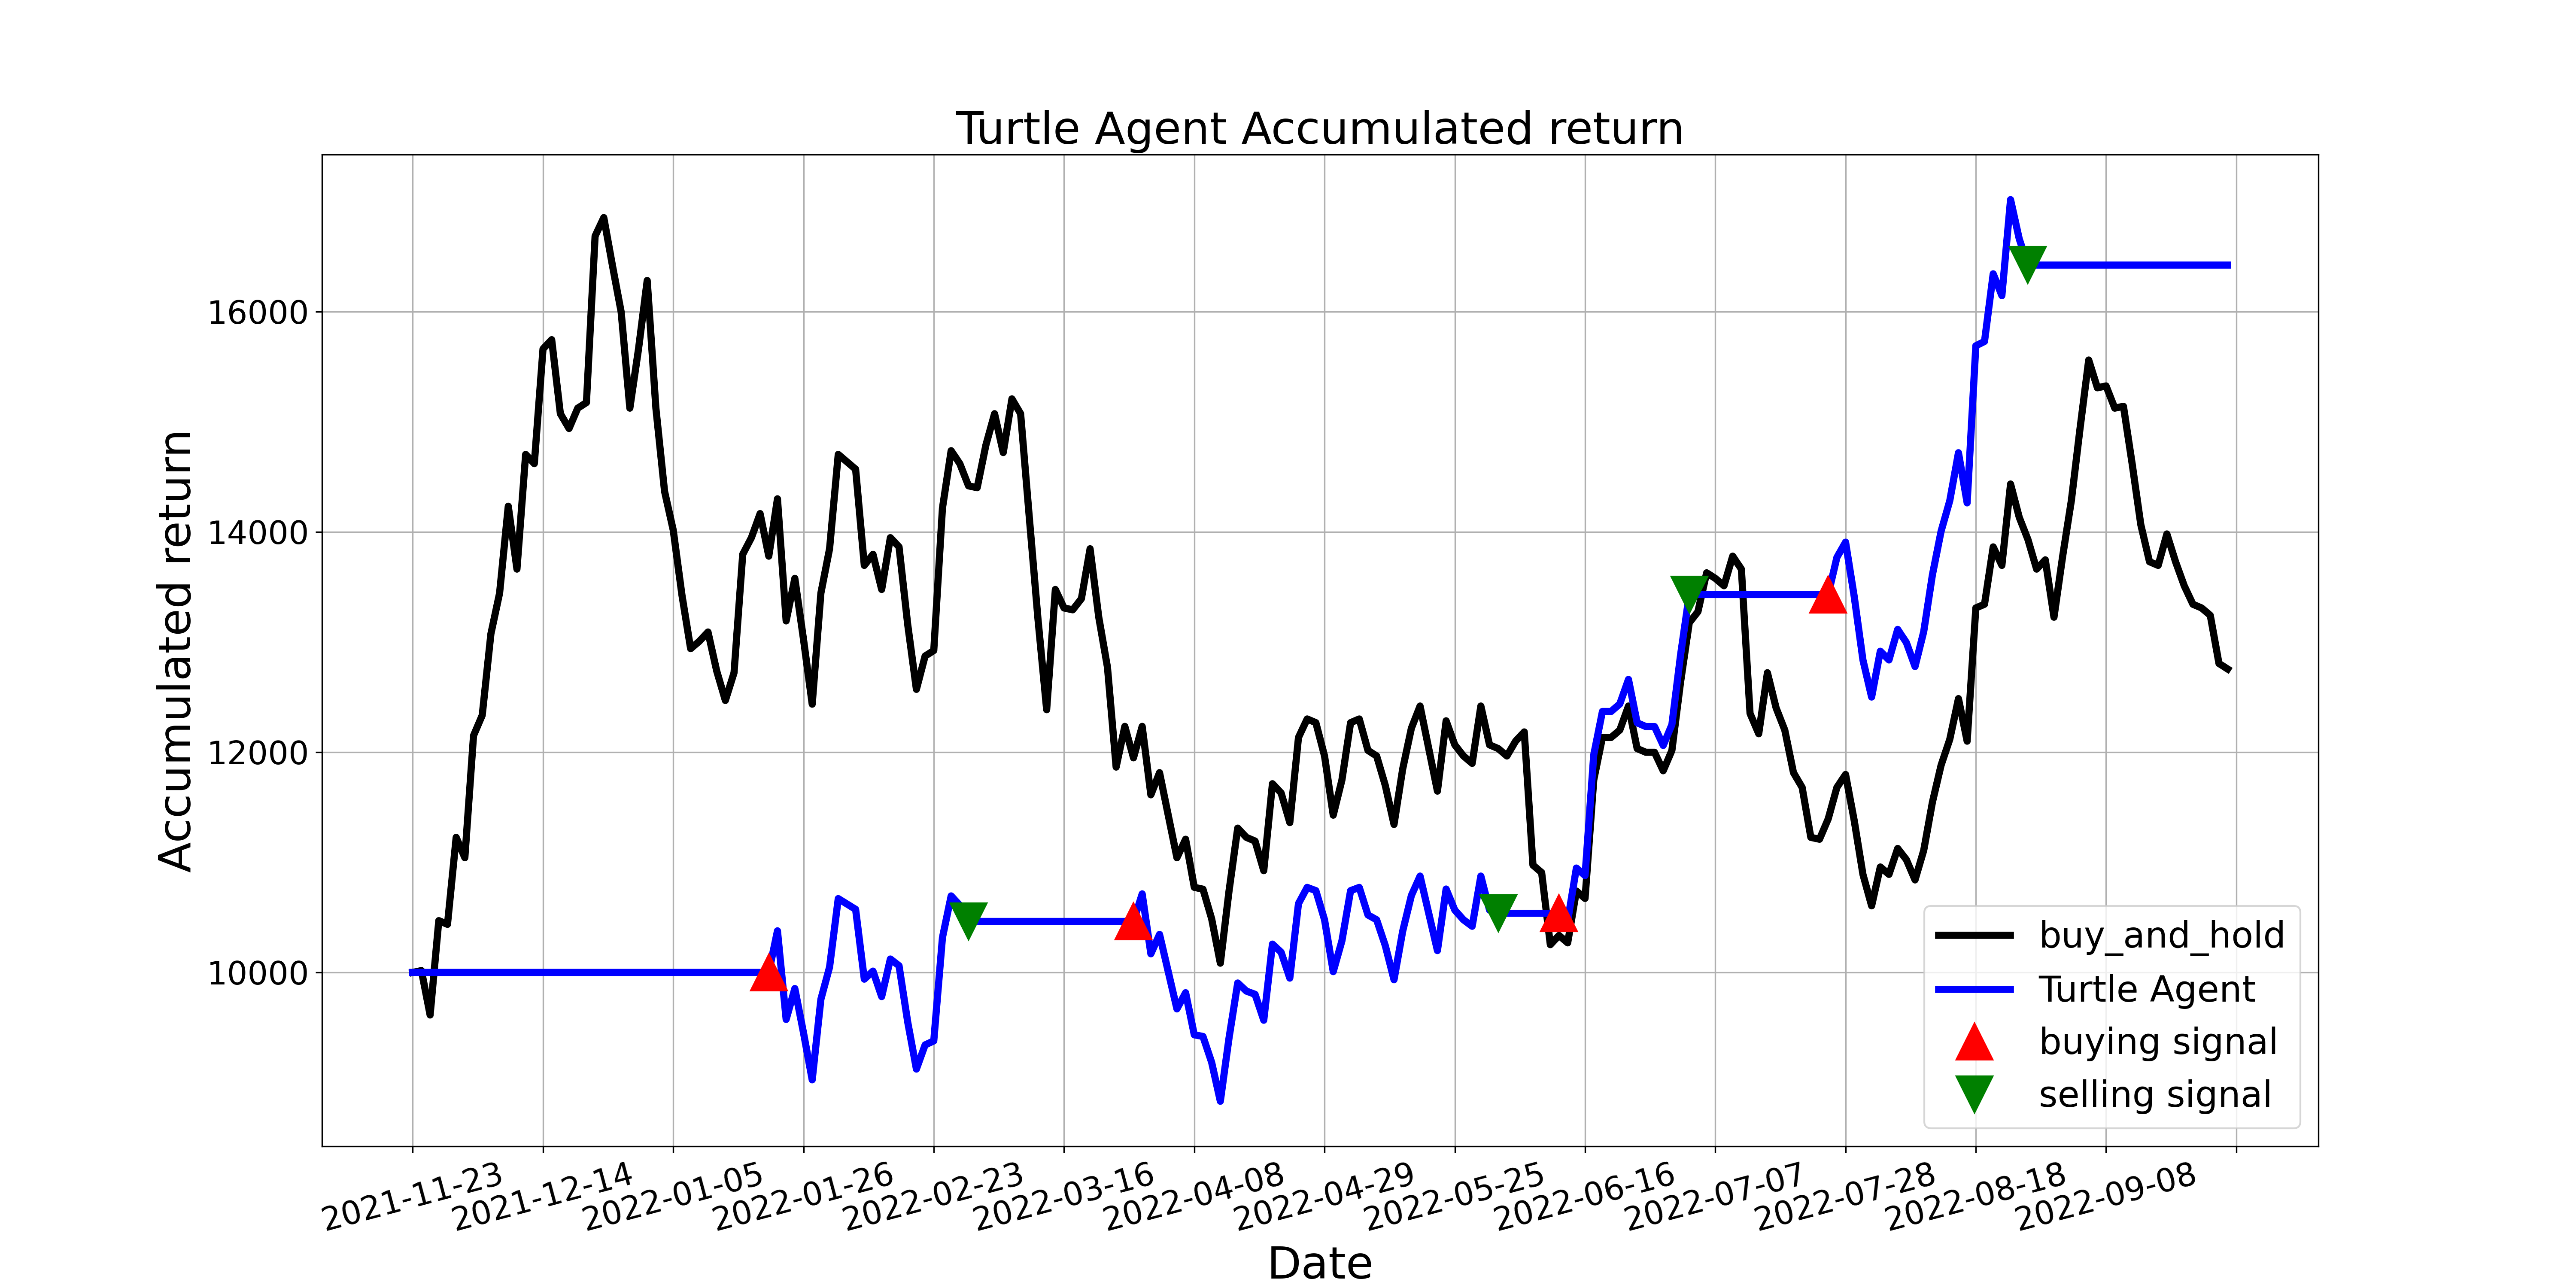 Turtle Agent Accumulated return
Accumulated return
16000
14000
12000
10000
buy_and_hold
Turtle Agent
buying signal
selling signal
2021-11-23
2021-12-14
2022-01-05
2022-01-26
2022-02-23
2022-03-16
2022-04-08
2022-04-29
2022-05-25
2022-06-16
2022-07-07
2022-07-28
2022-08-18
2022-09-08
Date